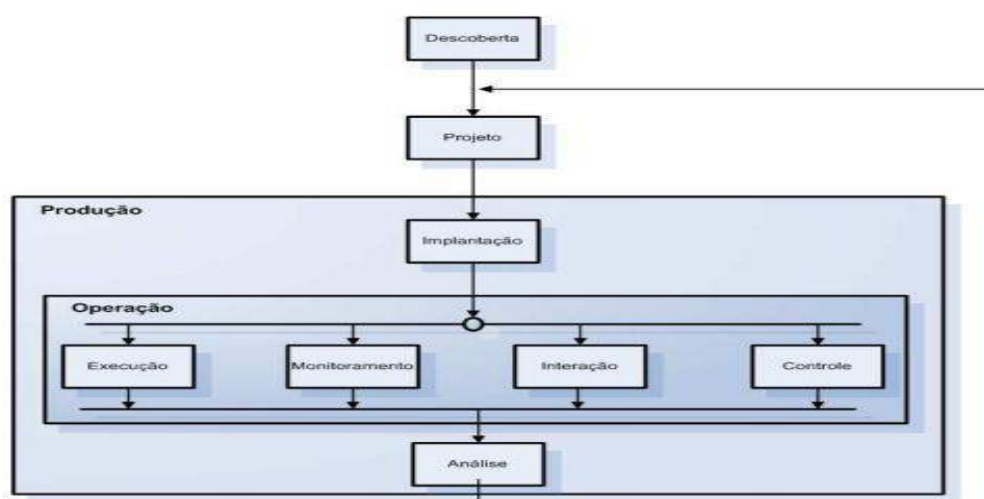 Descoberta
Projeto
Produção
Implantação
Operação
Execução
Monitoramento
Interação
Controle
Análise